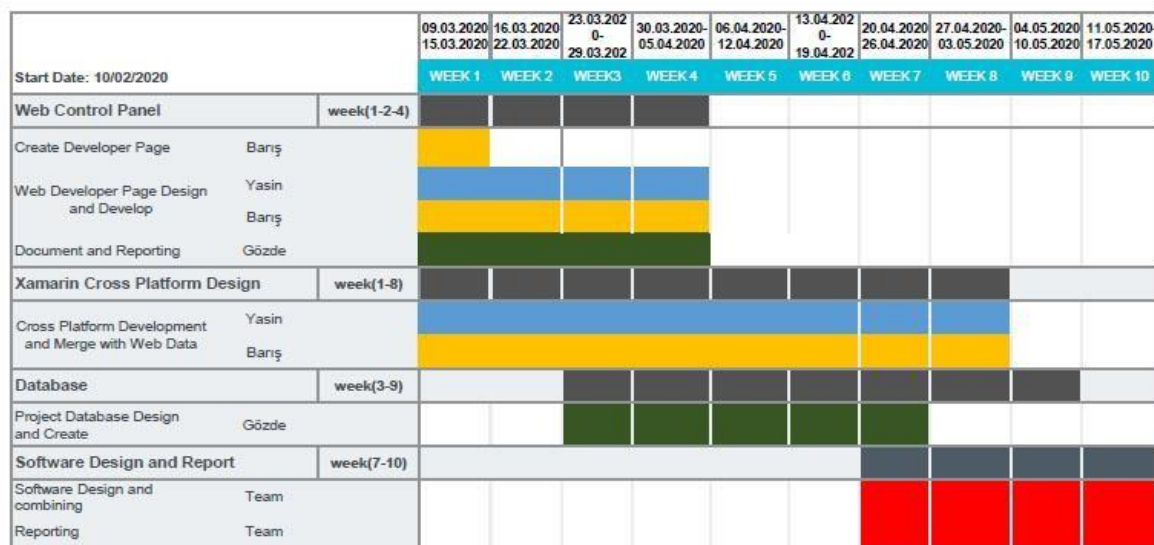 09.03.2020 16.03.2020 23.03.202 30.03.2020- 06.04.2020- 13.04.202 20.04.2020 27.04.2020- 04.05.2020 11.05.2020-
15.03.2020 22.03.2020 0- 05.04.2020 12.04.2020 0- 26.04.2020 03.05.2020 10.05.2020 17.05.2020
29.03.202 19.04.202
Start Date: 10/02/2020 WEEK 1 WEEK 2 WEEK3 WEEK 4 WEEK 5 WEEK 6 WEEK 7 WEEK 8 WEEK 9 WEEK 10
Web Control Panel week(1-2-4)
Create Developer Page Barış
Web Developer Page Design Yasin
and Develop Barış
Document and Reporting Gözde
Xamarin Cross Platform Design week(1-8)
Cross Platform Development Yasin
and Merge with Web Data Barış
Database week(3-9)
Project Database Design Gözde
and Create
Software Design and Report week(7-10)
Software Design and Team
combining
Reporting Team